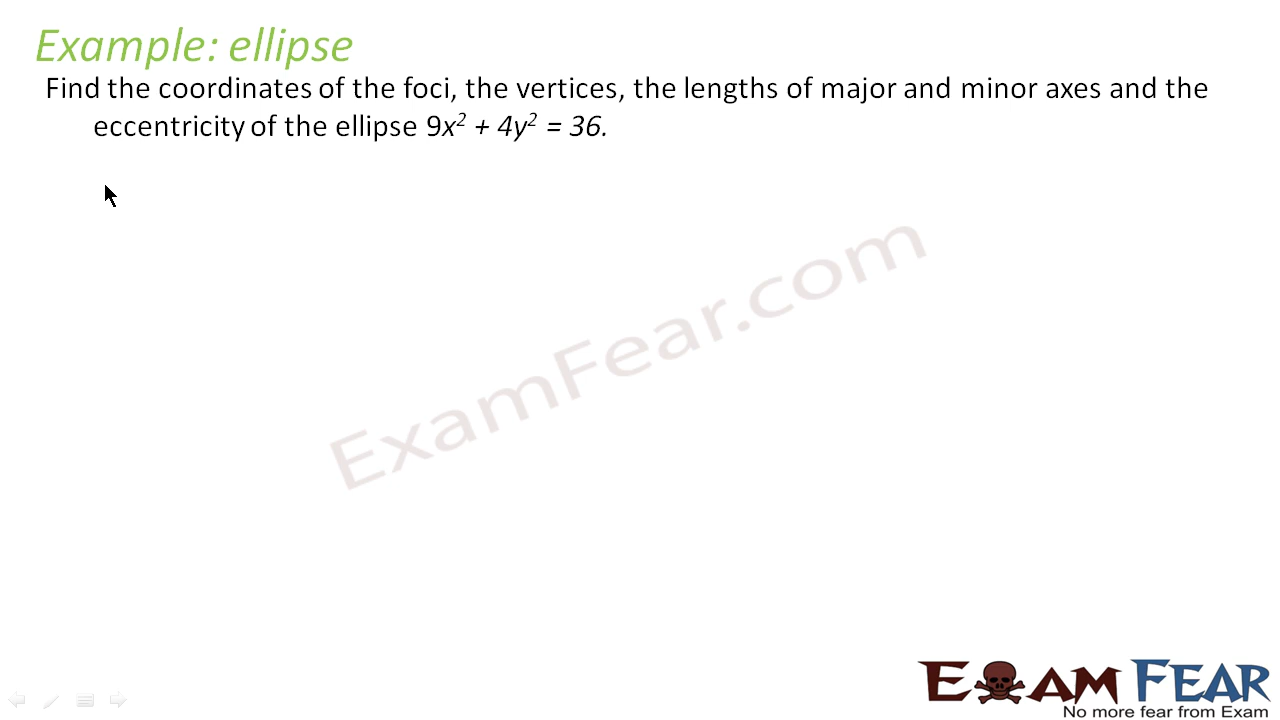 Example: ellipse
Find the coordinates of the foci, the vertices, the lengths of major and minor axes and the
eccentricity of the ellipse 9x² + 4y² = 36.
ExamFear.com
EXAM FEAR
No more fear from Exam